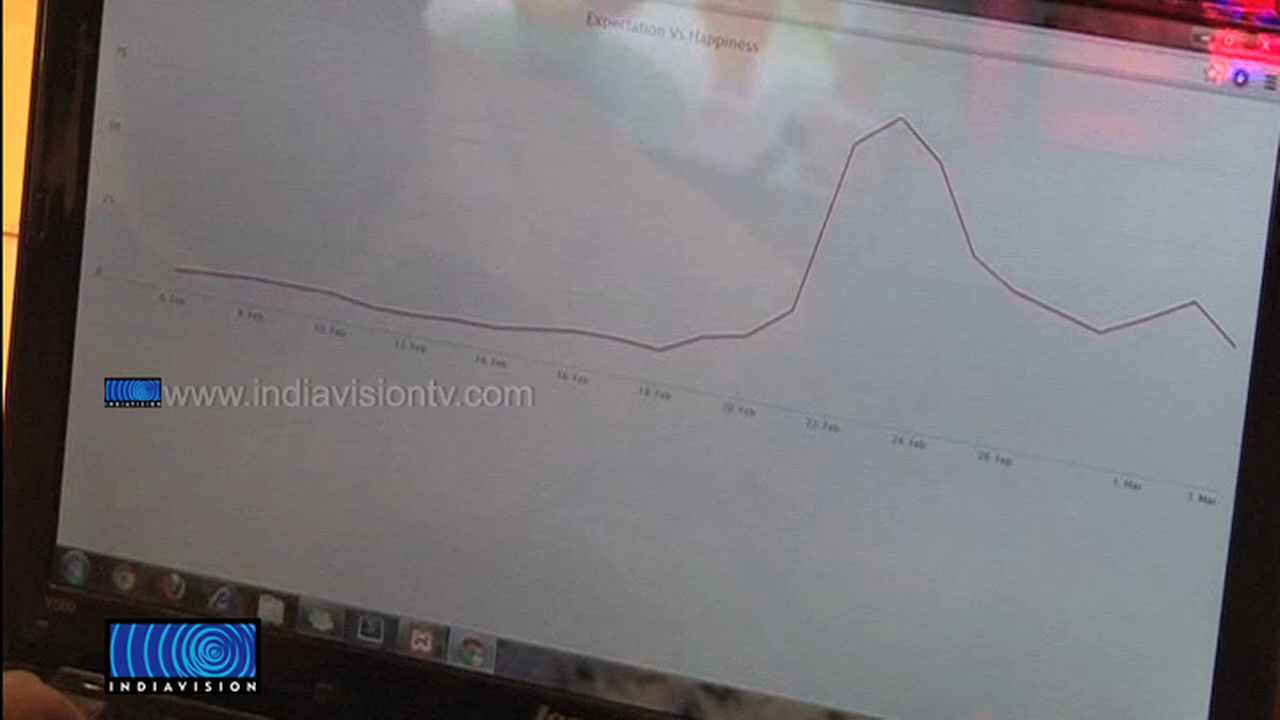 Expectation Vs Happiness
75
50
25
0
6. Feb
8. Feb
10. Feb
12. Feb
14. Feb
16. Feb
18. Feb
20. Feb
22. Feb
24. Feb
26. Feb
1. Mar
3. Mar
www.indiavisiontv.com
INDIAVISION
INDIAVISION